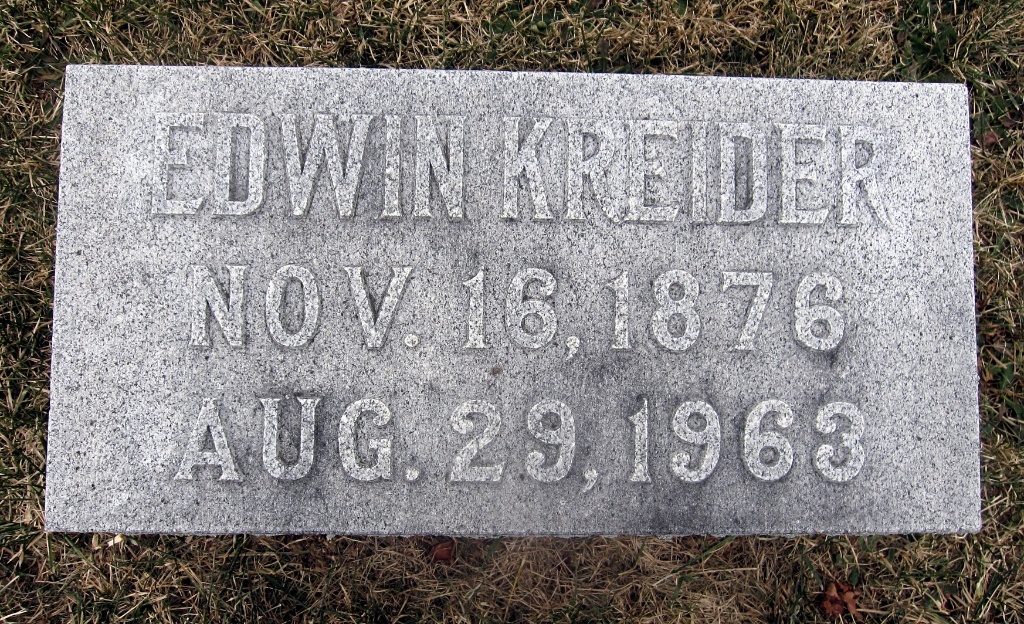 EDWIN KREIDER
NOV. 16, 1876
AUG. 29, 1963